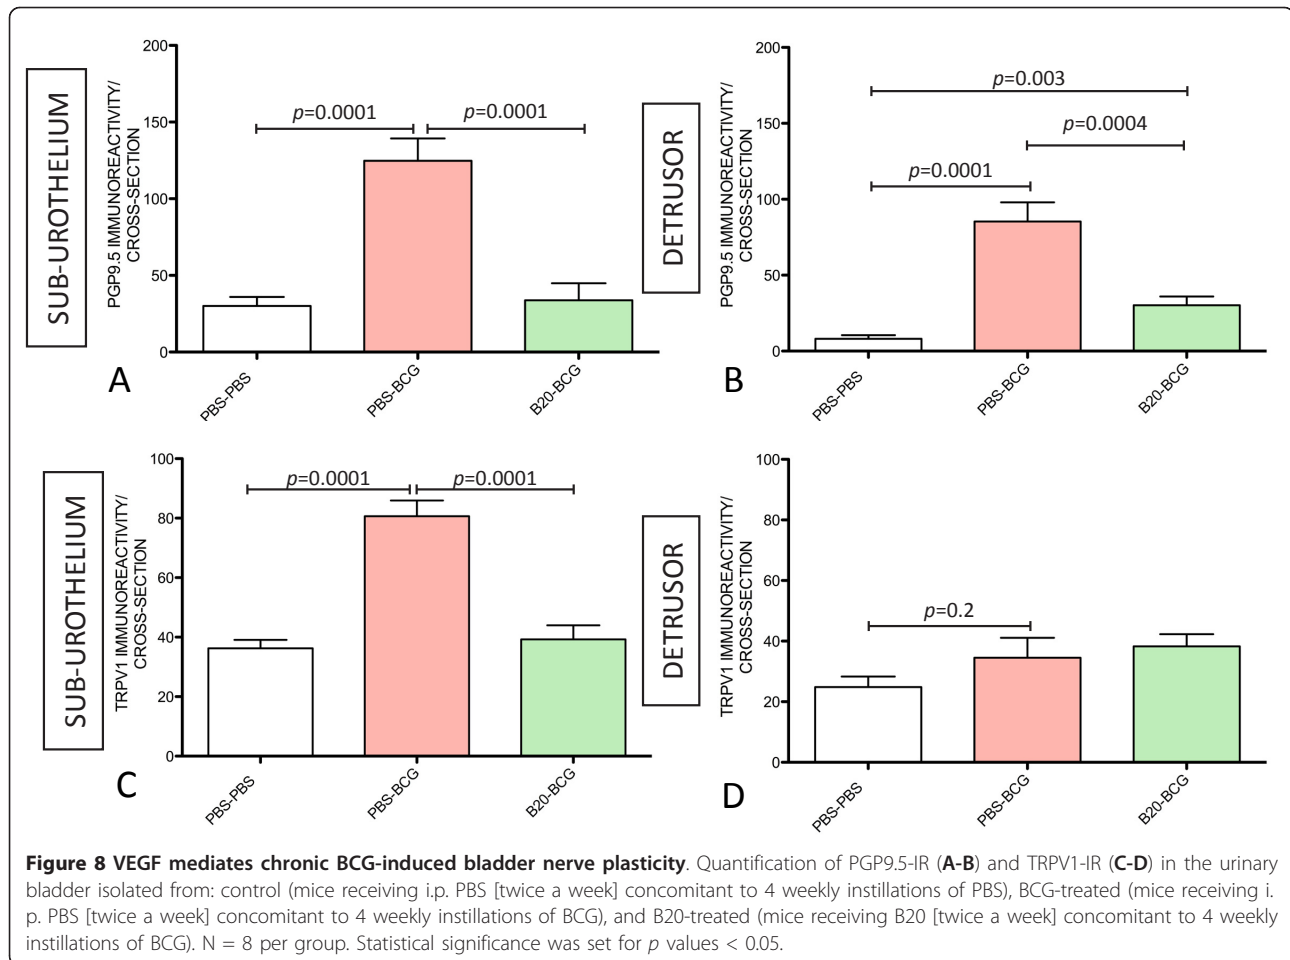 SUB-UROTHELIUM
PGP9.5 IMMUNOREACTIVITY/
CROSS-SECTION
200
150
100
50
0
p=0.0001
p=0.0001
A
PBS-PBS
PBS-BCG
B20-BCG
DETRUSOR
PGP9.5 IMMUNOREACTIVITY/
CROSS-SECTION
200
150
100
50
0
p=0.003
p=0.0004
p=0.0001
B
PBS-PBS
PBS-BCG
B20-BCG
SUB-UROTHELIUM
TRPV1 IMMUNOREACTIVITY/
CROSS-SECTION
100
80
60
40
20
0
p=0.0001
p=0.0001
C
PBS-PBS
PBS-BCG
B20-BCG
DETRUSOR
TRPV1 IMMUNOREACTIVITY/
CROSS-SECTION
100
80
60
40
20
0
p=0.2
D
PBS-PBS
PBS-BCG
B20-BCG
Figure 8 VEGF mediates chronic BCG-induced bladder nerve plasticity. Quantification of PGP9.5-IR (A-B) and TRPV1-IR (C-D) in the urinary
bladder isolated from: control (mice receiving i.p. PBS [twice a week] concomitant to 4 weekly instillations of PBS), BCG-treated (mice receiving i.
p. PBS [twice a week] concomitant to 4 weekly instillations of BCG), and B20-treated (mice receiving B20 [twice a week] concomitant to 4 weekly
instillations of BCG). N = 8 per group. Statistical significance was set for p values < 0.05.